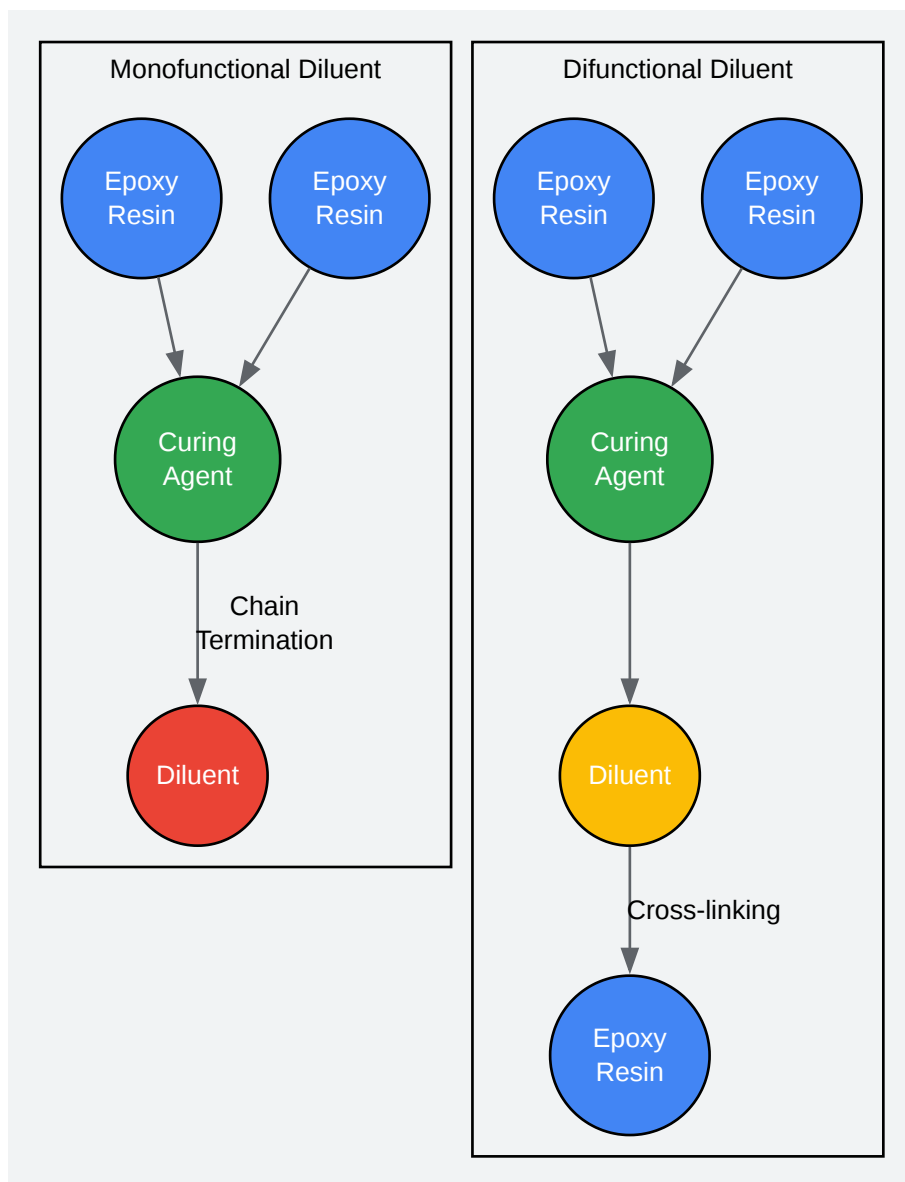 Monofunctional Diluent
Epoxy
Resin
Epoxy
Resin
Curing
Agent
Chain
Termination
Diluent
Difunctional Diluent
Epoxy
Resin
Epoxy
Resin
Curing
Agent
Diluent
Cross-linking
Epoxy
Resin